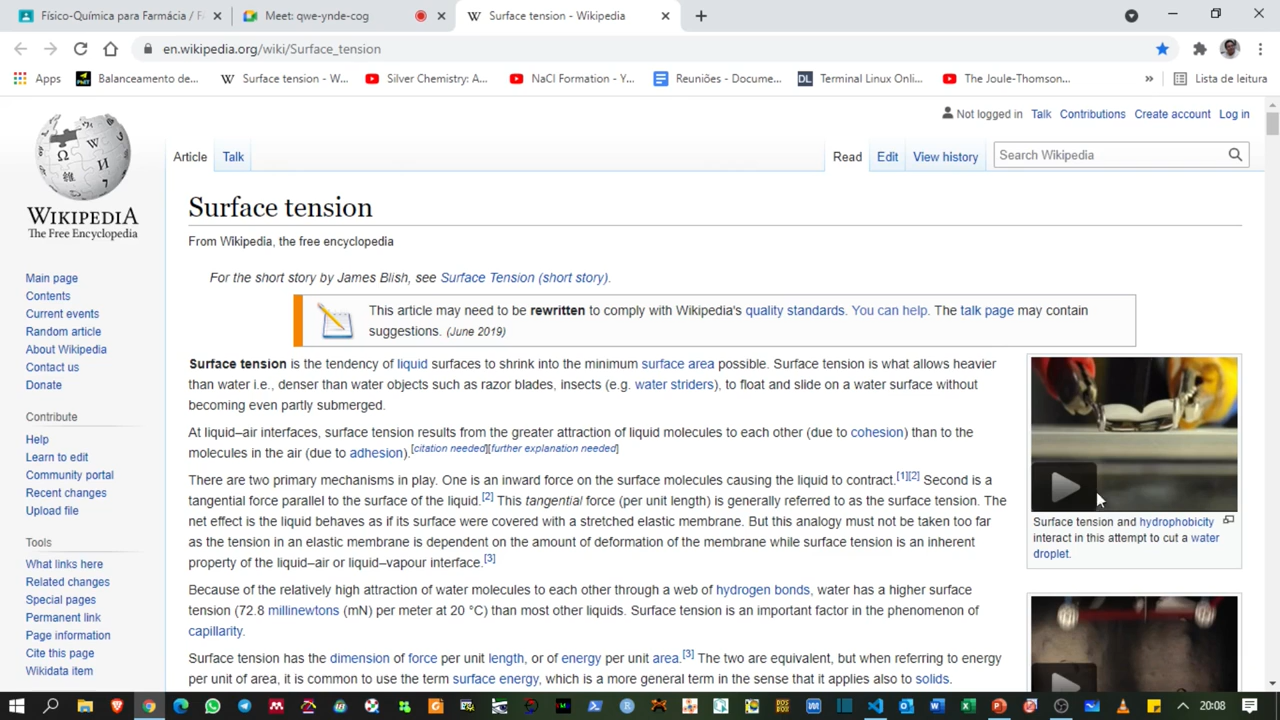 Físico-Química para Farmácia / F
Meet: qwe-ynde-cog
Surface tension - Wikipedia
en.wikipedia.org/wiki/Surface_tension
Apps
Balanceamento de...
Surface tension - W...
Silver Chemistry: A...
NaCl Formation - Y...
Reuniões - Docume...
Terminal Linux Onli...
The Joule-Thomson...
»
Lista de leitura
Not logged in Talk Contributions Create account Log in
Article Talk
Read Edit View history
Search Wikipedia
WIKIPEDIA
The Free Encyclopedia
Main page
Contents
Current events
Random article
About Wikipedia
Contact us
Donate
Contribute
Help
Learn to edit
Community portal
Recent changes
Upload file
Tools
What links here
Related changes
Special pages
Permanent link
Page information
Cite this page
Wikidata item
Surface tension
From Wikipedia, the free encyclopedia
For the short story by James Blish, see Surface Tension (short story).
This article may need to be rewritten to comply with Wikipedia's quality standards. You can help. The talk page may contain
suggestions. (June 2019)
Surface tension is the tendency of liquid surfaces to shrink into the minimum surface area possible. Surface tension is what allows heavier
than water i.e., denser than water objects such as razor blades, insects (e.g. water striders), to float and slide on a water surface without
becoming even partly submerged.
At liquid–air interfaces, surface tension results from the greater attraction of liquid molecules to each other (due to cohesion) than to the
molecules in the air (due to adhesion).[citation needed][further explanation needed]
There are two primary mechanisms in play. One is an inward force on the surface molecules causing the liquid to contract.[1][2] Second is a
tangential force parallel to the surface of the liquid.[2] This tangential force (per unit length) is generally referred to as the surface tension. The
net effect is the liquid behaves as if its surface were covered with a stretched elastic membrane. But this analogy must not be taken too far
as the tension in an elastic membrane is dependent on the amount of deformation of the membrane while surface tension is an inherent
property of the liquid–air or liquid–vapour interface.[3]
Because of the relatively high attraction of water molecules to each other through a web of hydrogen bonds, water has a higher surface
tension (72.8 millinewtons (mN) per meter at 20 °C) than most other liquids. Surface tension is an important factor in the phenomenon of
capillarity.
Surface tension has the dimension of force per unit length, or of energy per unit area.[3] The two are equivalent, but when referring to energy
per unit of area, it is common to use the term surface energy, which is a more general term in the sense that it applies also to solids.
Surface tension and hydrophobicity
interact in this attempt to cut a water
droplet.
20:08